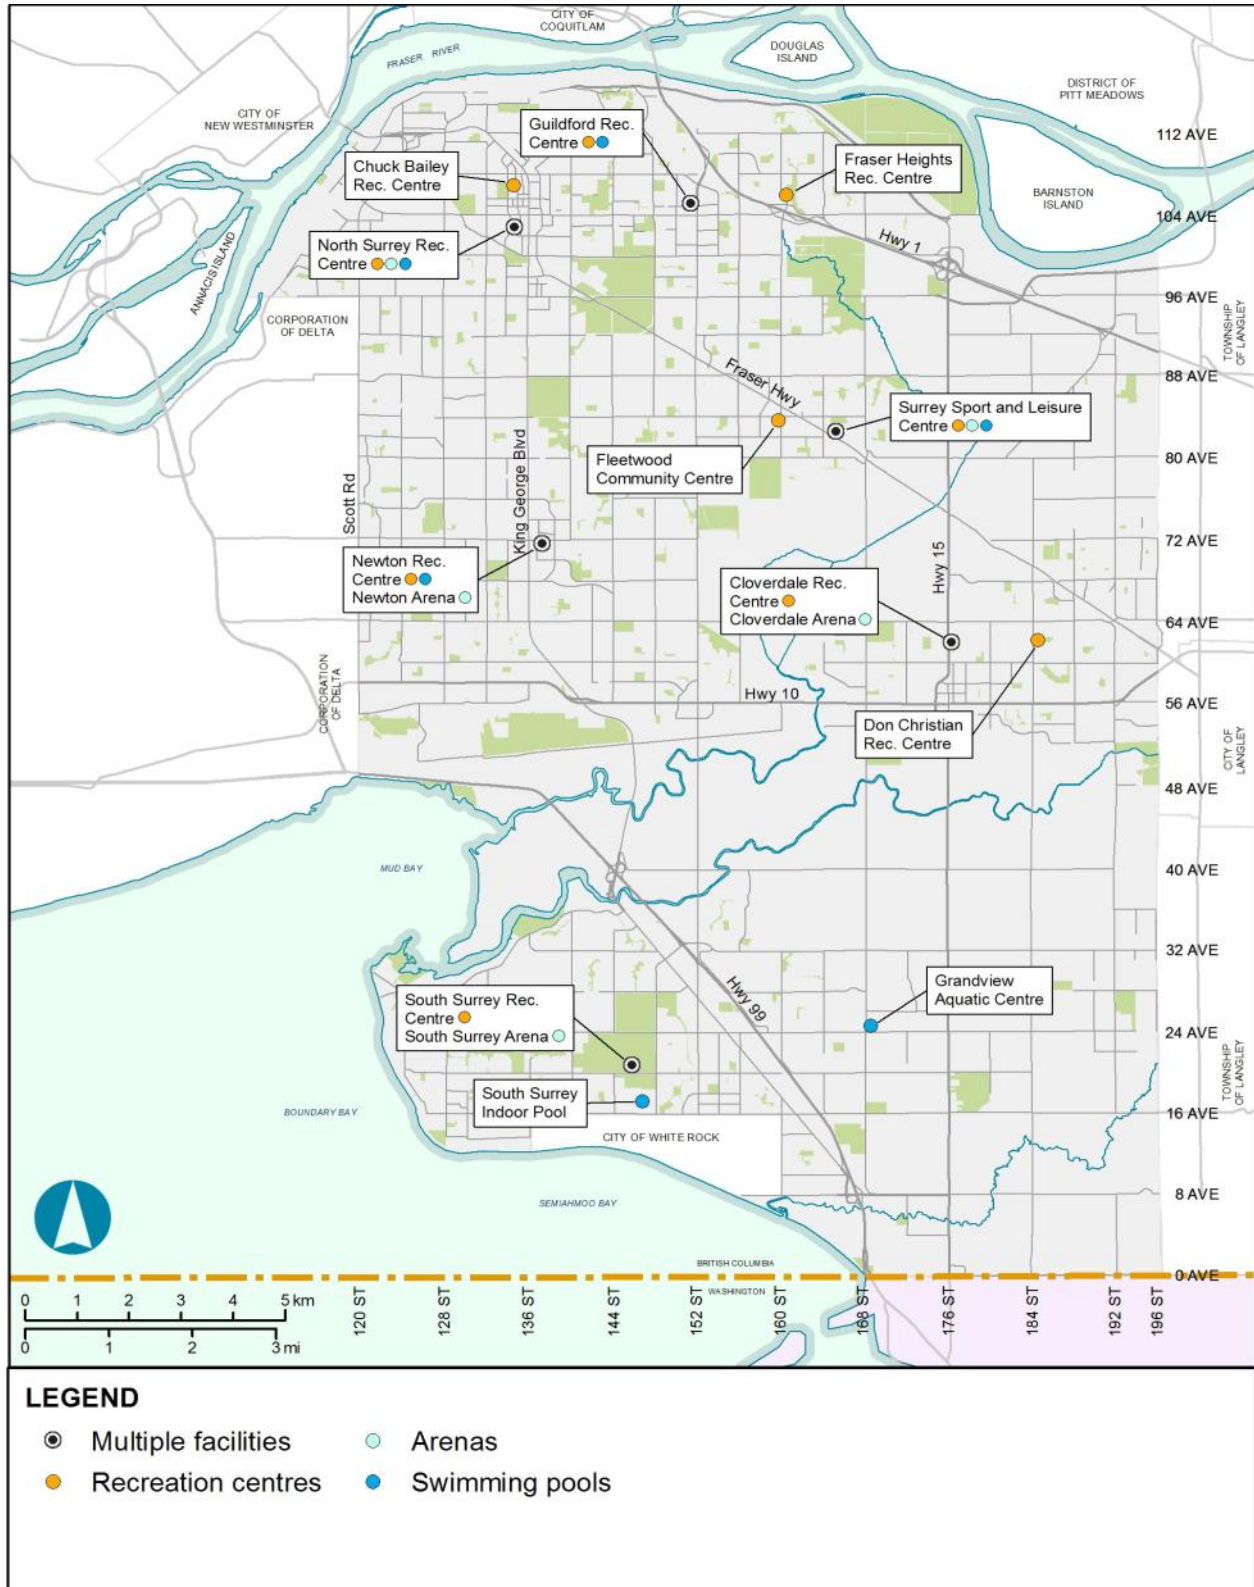 CITY OF
COQUITLAM
FRASER RIVER
DOUGLAS
ISLAND
DISTRICT OF
PITT MEADOWS
CITY OF
NEW WESTMINSTER
112 AVE
Guildford Rec.
Centre
Chuck Bailey
Rec. Centre
Fraser Heights
Rec. Centre
BARNSTON
ISLAND
104 AVE
North Surrey Rec.
Centre
Hwy 1
ANNACIS ISLAND
96 AVE
CORPORATION
OF DELTA
TOWNSHIP
OF LANGLEY
88 AVE
Fraser Hwy
Surrey Sport and Leisure
Centre
Fleetwood
Community Centre
80 AVE
Scott Rd
King George Blvd
72 AVE
Newton Rec.
Centre
Newton Arena
Hwy 15
Cloverdale Rec.
Centre
Cloverdale Arena
64 AVE
CORPORATION
OF DELTA
Hwy 10
56 AVE
Don Christian
Rec. Centre
CITY OF
LANGLEY
48 AVE
MUD BAY
40 AVE
32 AVE
Grandview
Aquatic Centre
South Surrey Rec.
Centre
South Surrey Arena
Hwy 99
24 AVE
TOWNSHIP
OF LANGLEY
South Surrey
Indoor Pool
BOUNDARY BAY
16 AVE
CITY OF WHITE ROCK
8 AVE
SEMIAHMOO BAY
BRITISH COLUMBIA
0 AVE
WASHINGTON
0 1 2 3 4 5 km
0 1 2 3 mi
120 ST
128 ST
136 ST
144 ST
152 ST
160 ST
168 ST
176 ST
184 ST
192 ST
196 ST
LEGEND
Multiple facilities
Arenas
Recreation centres
Swimming pools